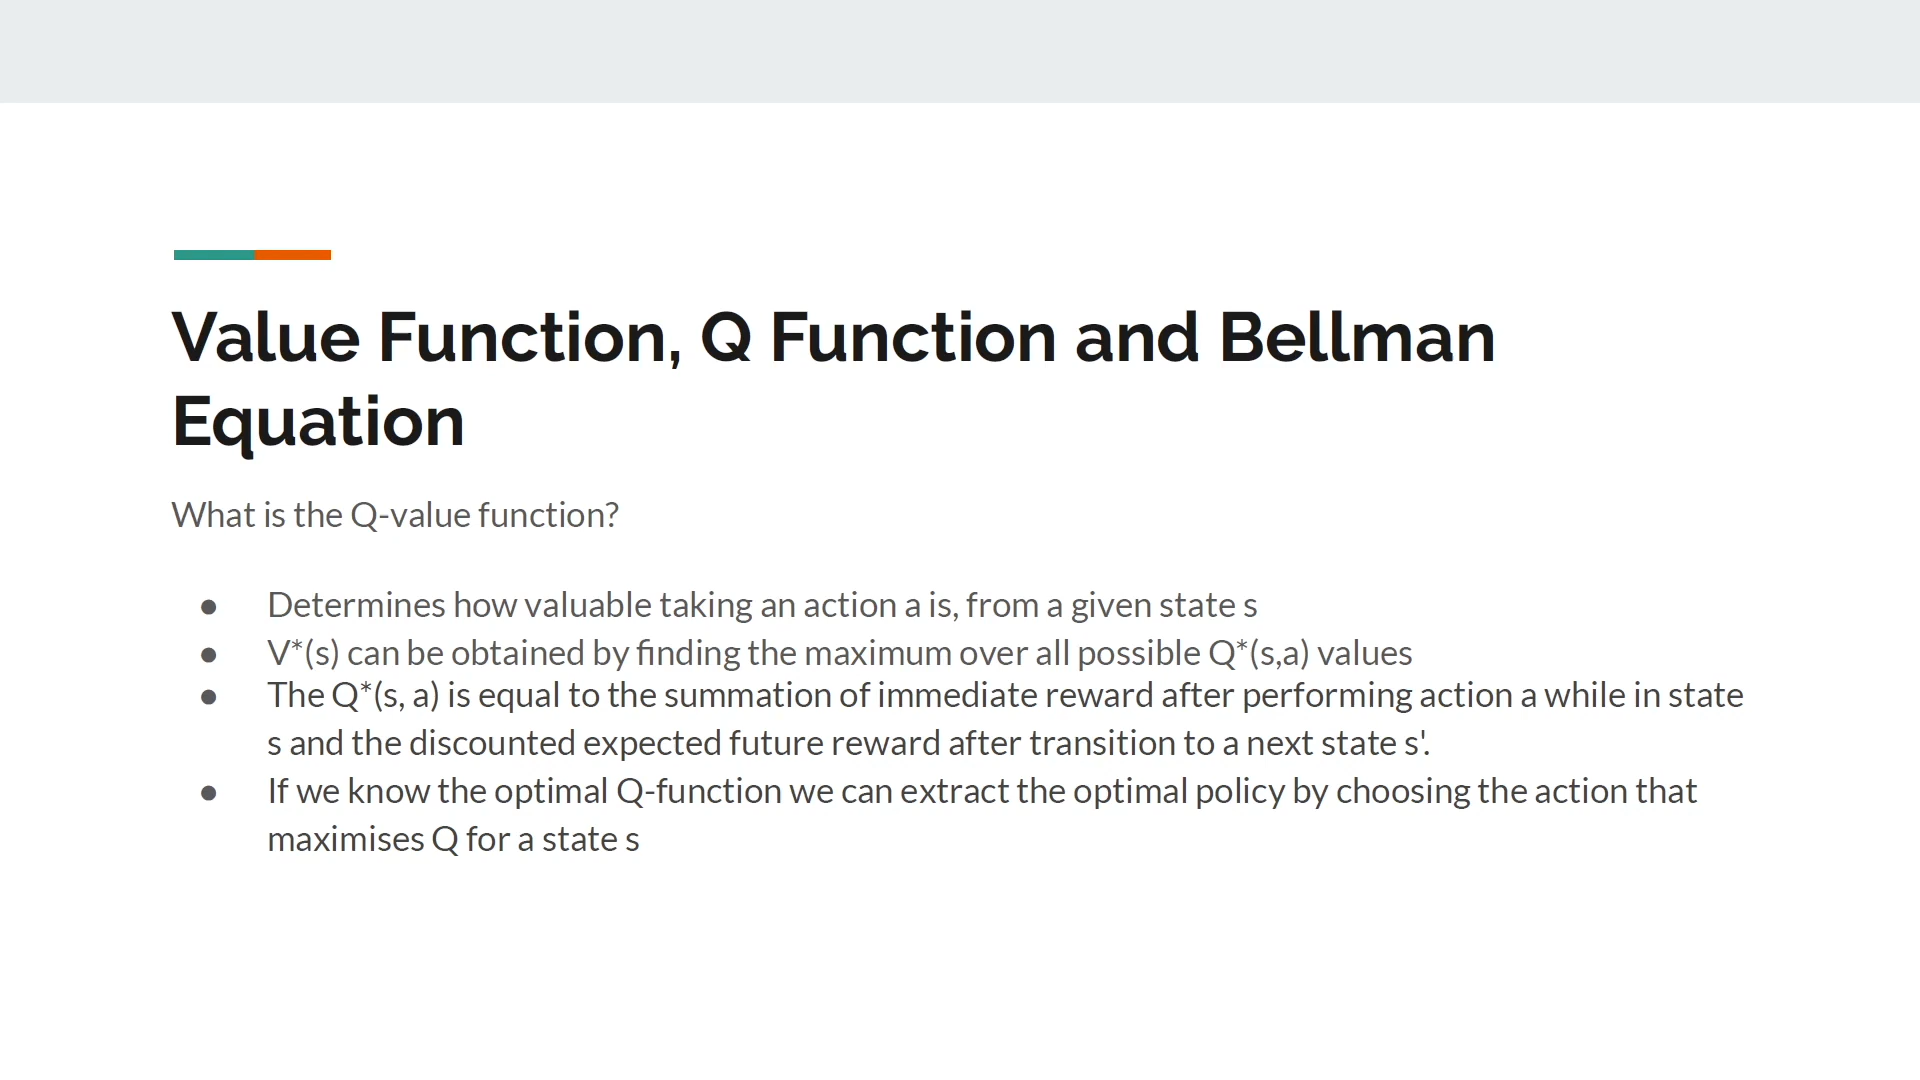 Value Function, Q Function and Bellman
Equation
What is the Q-value function?
● Determines how valuable taking an action a is, from a given state s
● V*(s) can be obtained by finding the maximum over all possible Q*(s,a) values
● The Q*(s, a) is equal to the summation of immediate reward after performing action a while in state
s and the discounted expected future reward after transition to a next state s'.
● If we know the optimal Q-function we can extract the optimal policy by choosing the action that
maximises Q for a state s